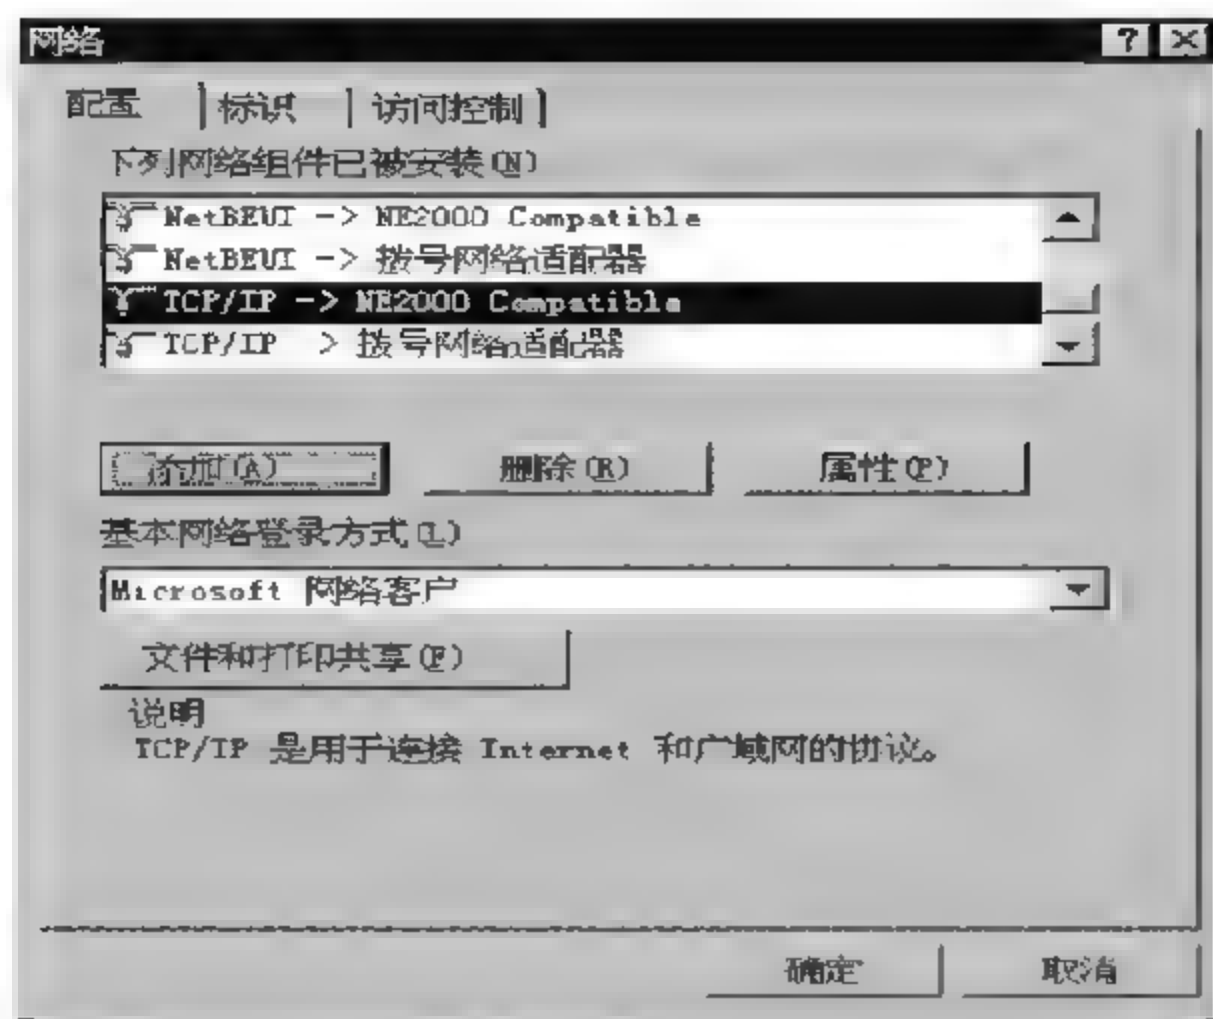 网络
配置 标识 访问控制
下列网络组件已被安装(N)
NetBEUI -> NE2000 Compatible
NetBEUI -> 拨号网络适配器
TCP/IP -> NE2000 Compatible
TCP/IP -> 拨号网络适配器
添加(A) 删除(R) 属性(P)
基本网络登录方式(L)
Microsoft 网络客户
文件和打印共享(F)
说明
TCP/IP 是用于连接 Internet 和广域网的协议。
确定 取消